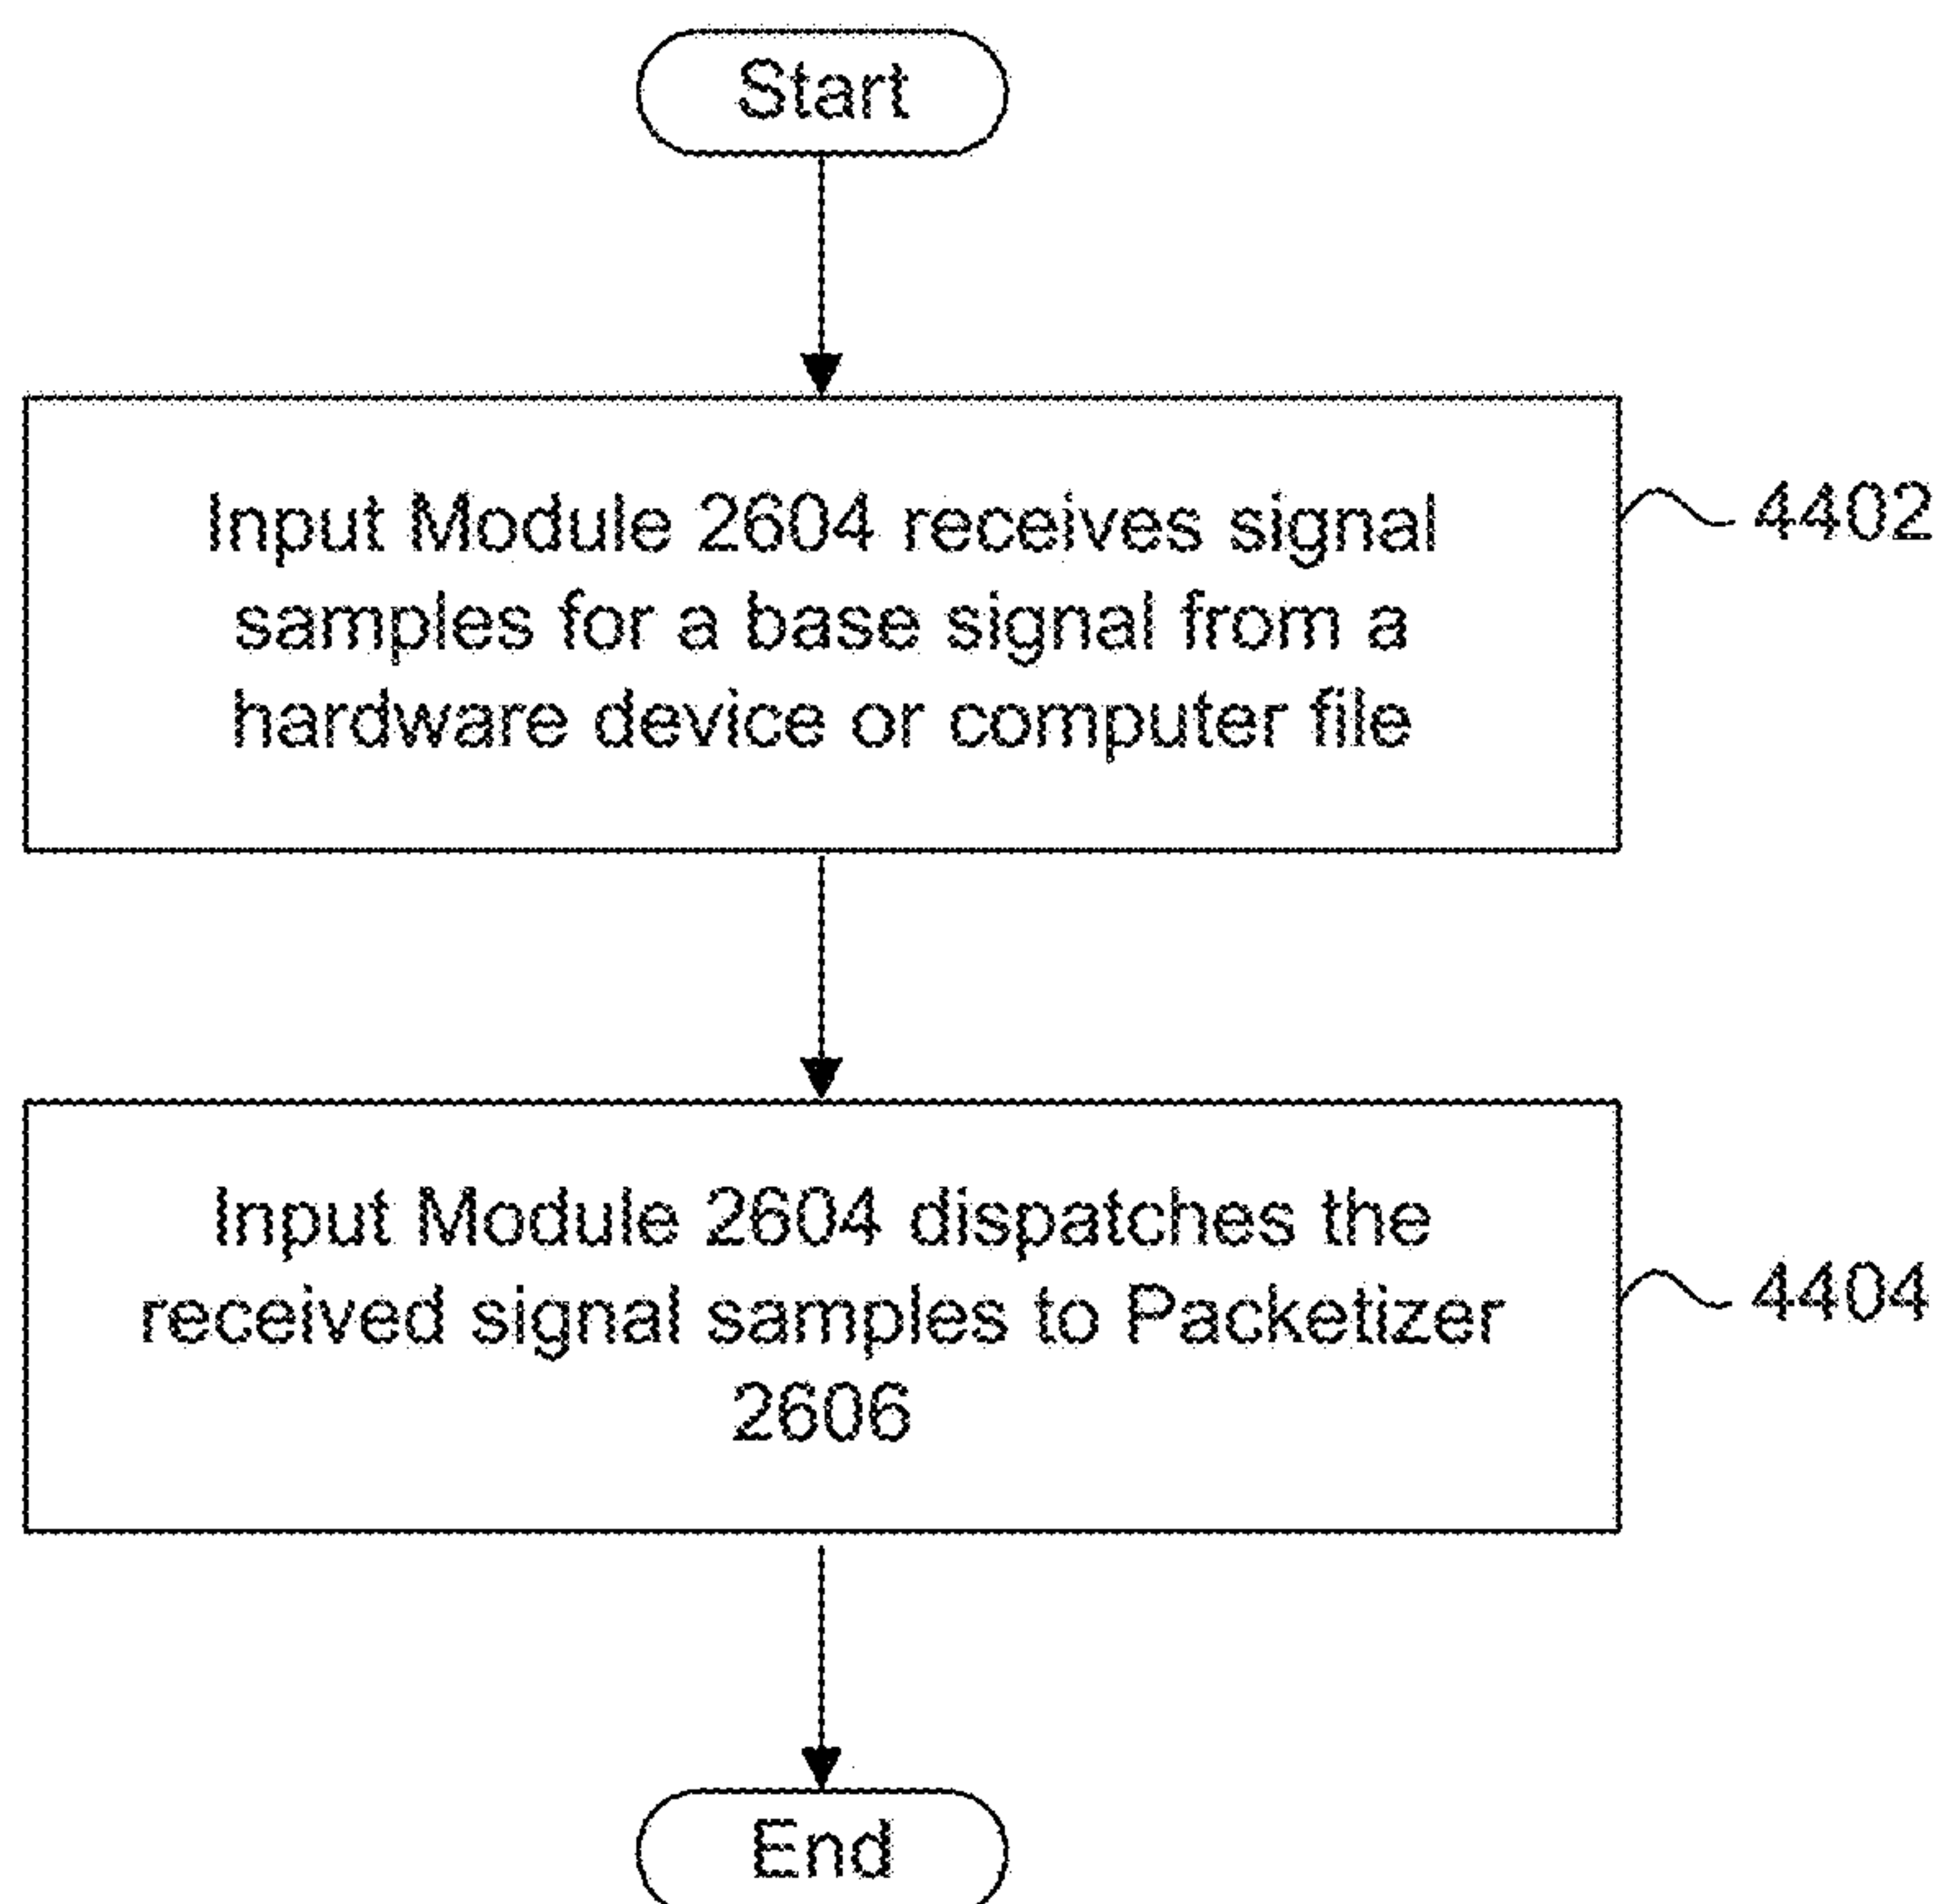 Start
Input Module 2604 receives signal
samples for a base signal from a
hardware device or computer file
4402
Input Module 2604 dispatches the
received signal samples to Packetizer
2606
4404
End